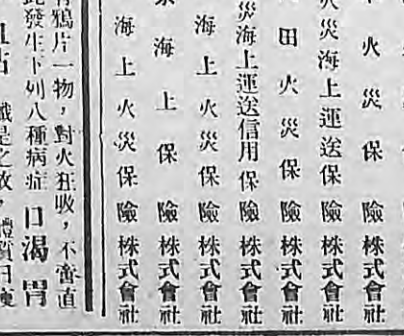 火災保險株式會社
火災海上運送保險株式會社
田火災保險株式會社
災海上運送信用保險株式會社
海上火災保險株式會社
海上保險株式會社
海上火災保險株式會社
鴉片一物，對火狂吸，不啻直
發生下列八種病症 口渴胃